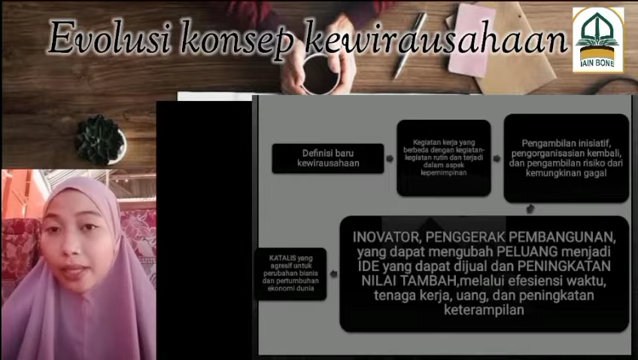 Evolusi konsep kewirausahaan
IAIN BONE
Definisi baru
kewirausahaan
Kegiatan kerja yang
berbeda dengan kegiatan-
kegiatan rutin dan terjadi
dalam aspek
kepemimpinan
Pengambilan inisiatif,
pengorganisasian kembali,
dan pengambilan risiko dari
kemungkinan gagal
INOVATOR, PENGGERAK PEMBANGUNAN,
yang dapat mengubah PELUANG menjadi
IDE yang dapat dijual dan PENINGKATAN
NILAI TAMBAH,melalui efesiensi waktu,
tenaga kerja, uang, dan peningkatan
keterampilan
KATALIS yang
agresif untuk
perubahan bisnis
dan pertumbuhan
ekonomi dunia